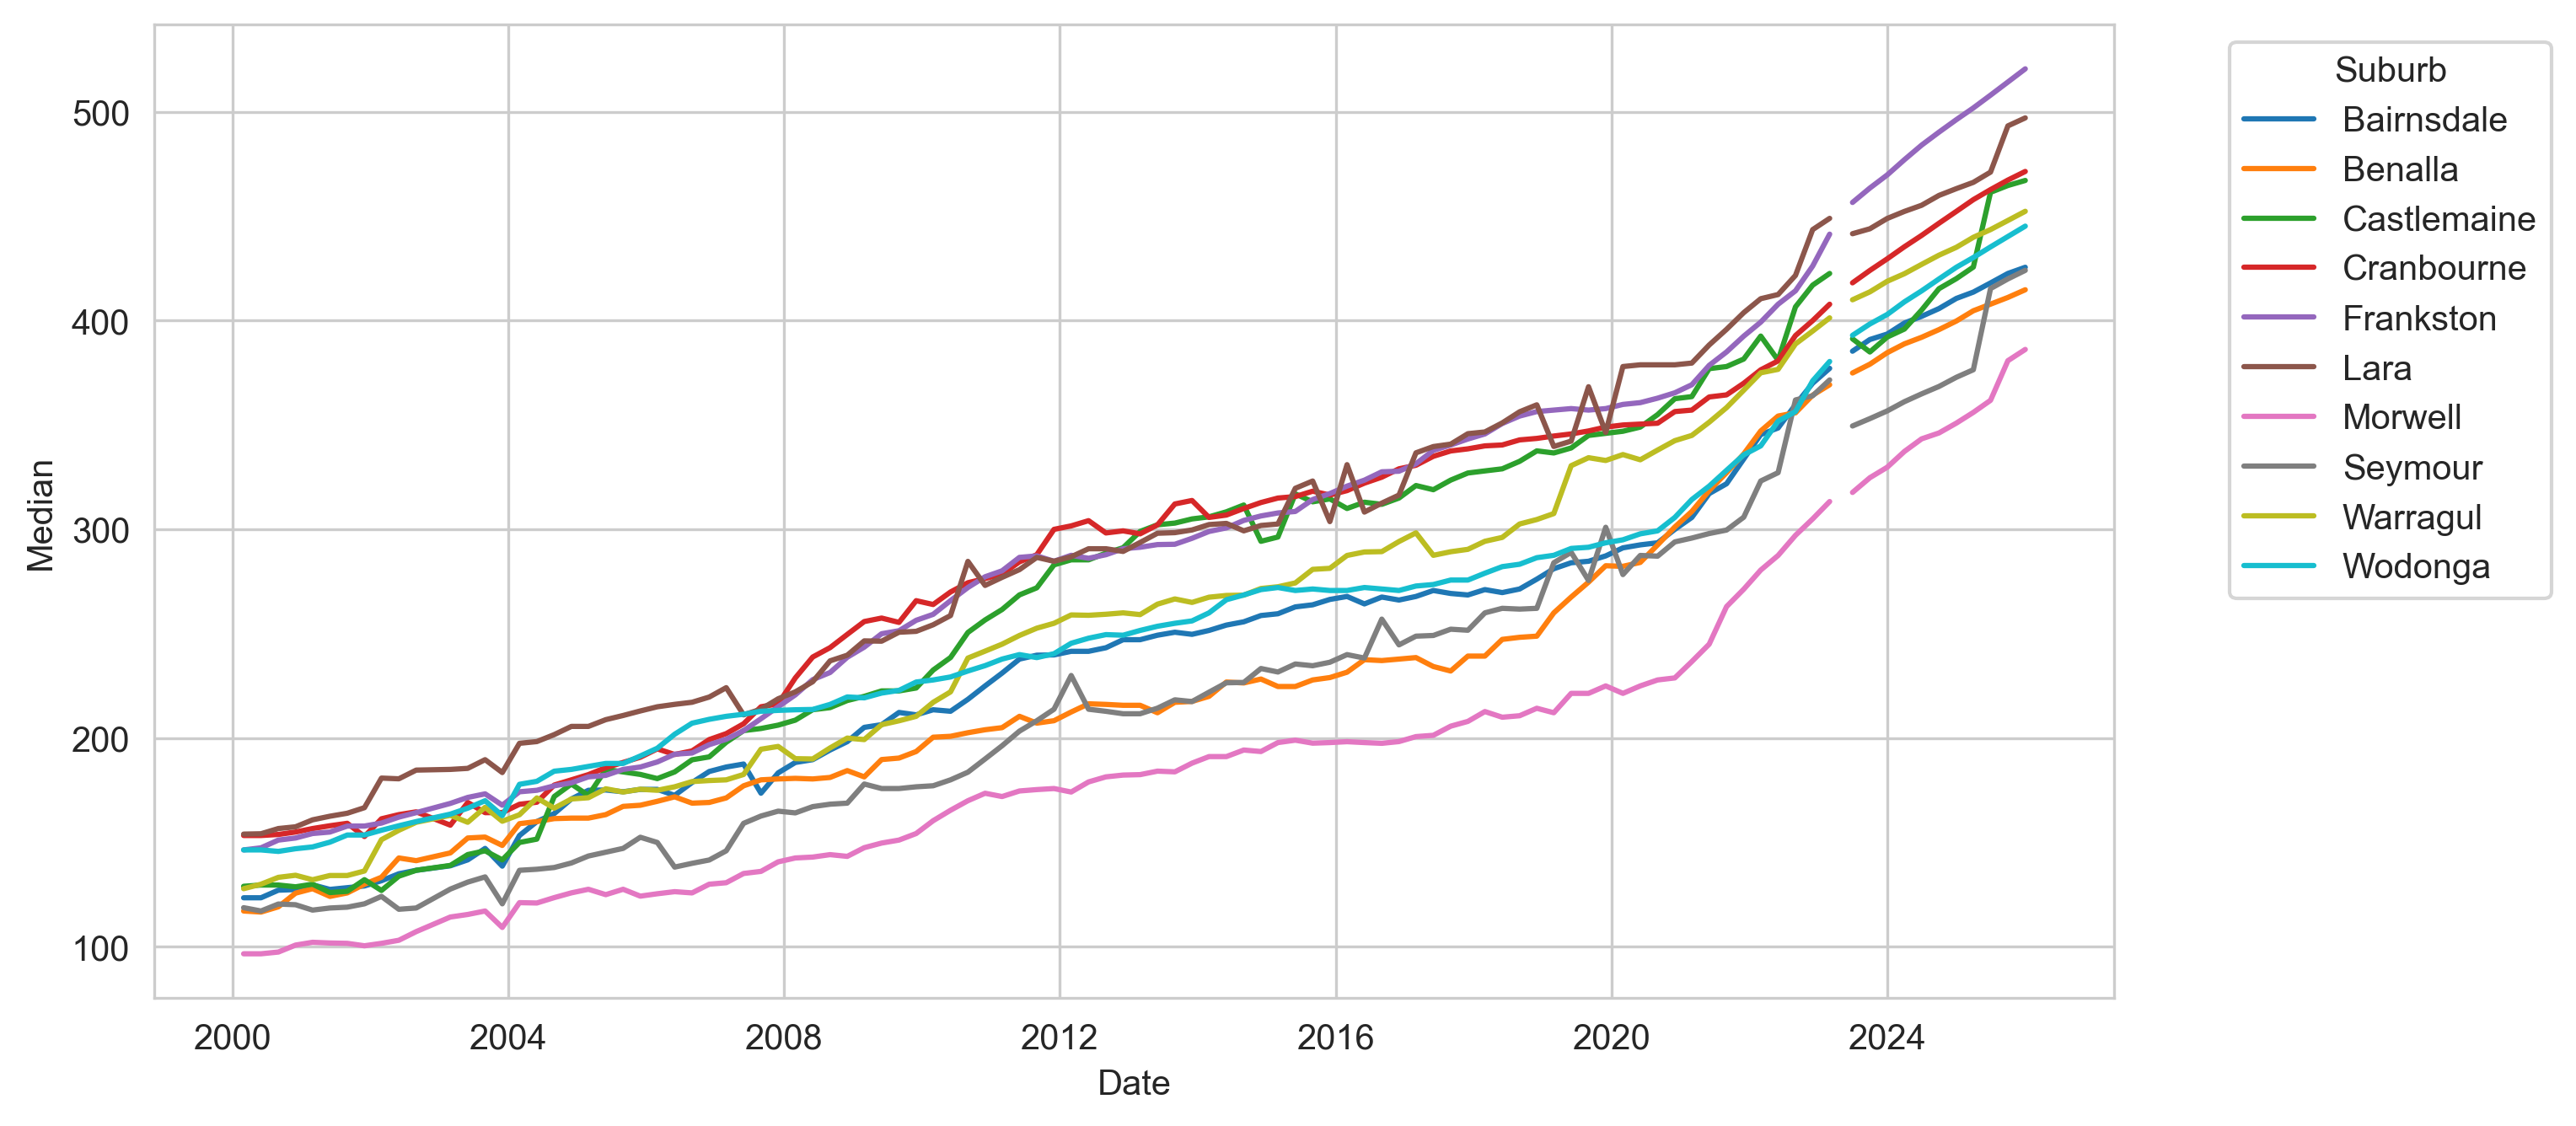 Suburb
Bairnsdale
Benalla
Castlemaine
Cranbourne
Frankston
Lara
Morwell
Seymour
Warragul
Wodonga
Median
500
400
300
200
100
2000 2004 2008 2012 2016 2020 2024
Date